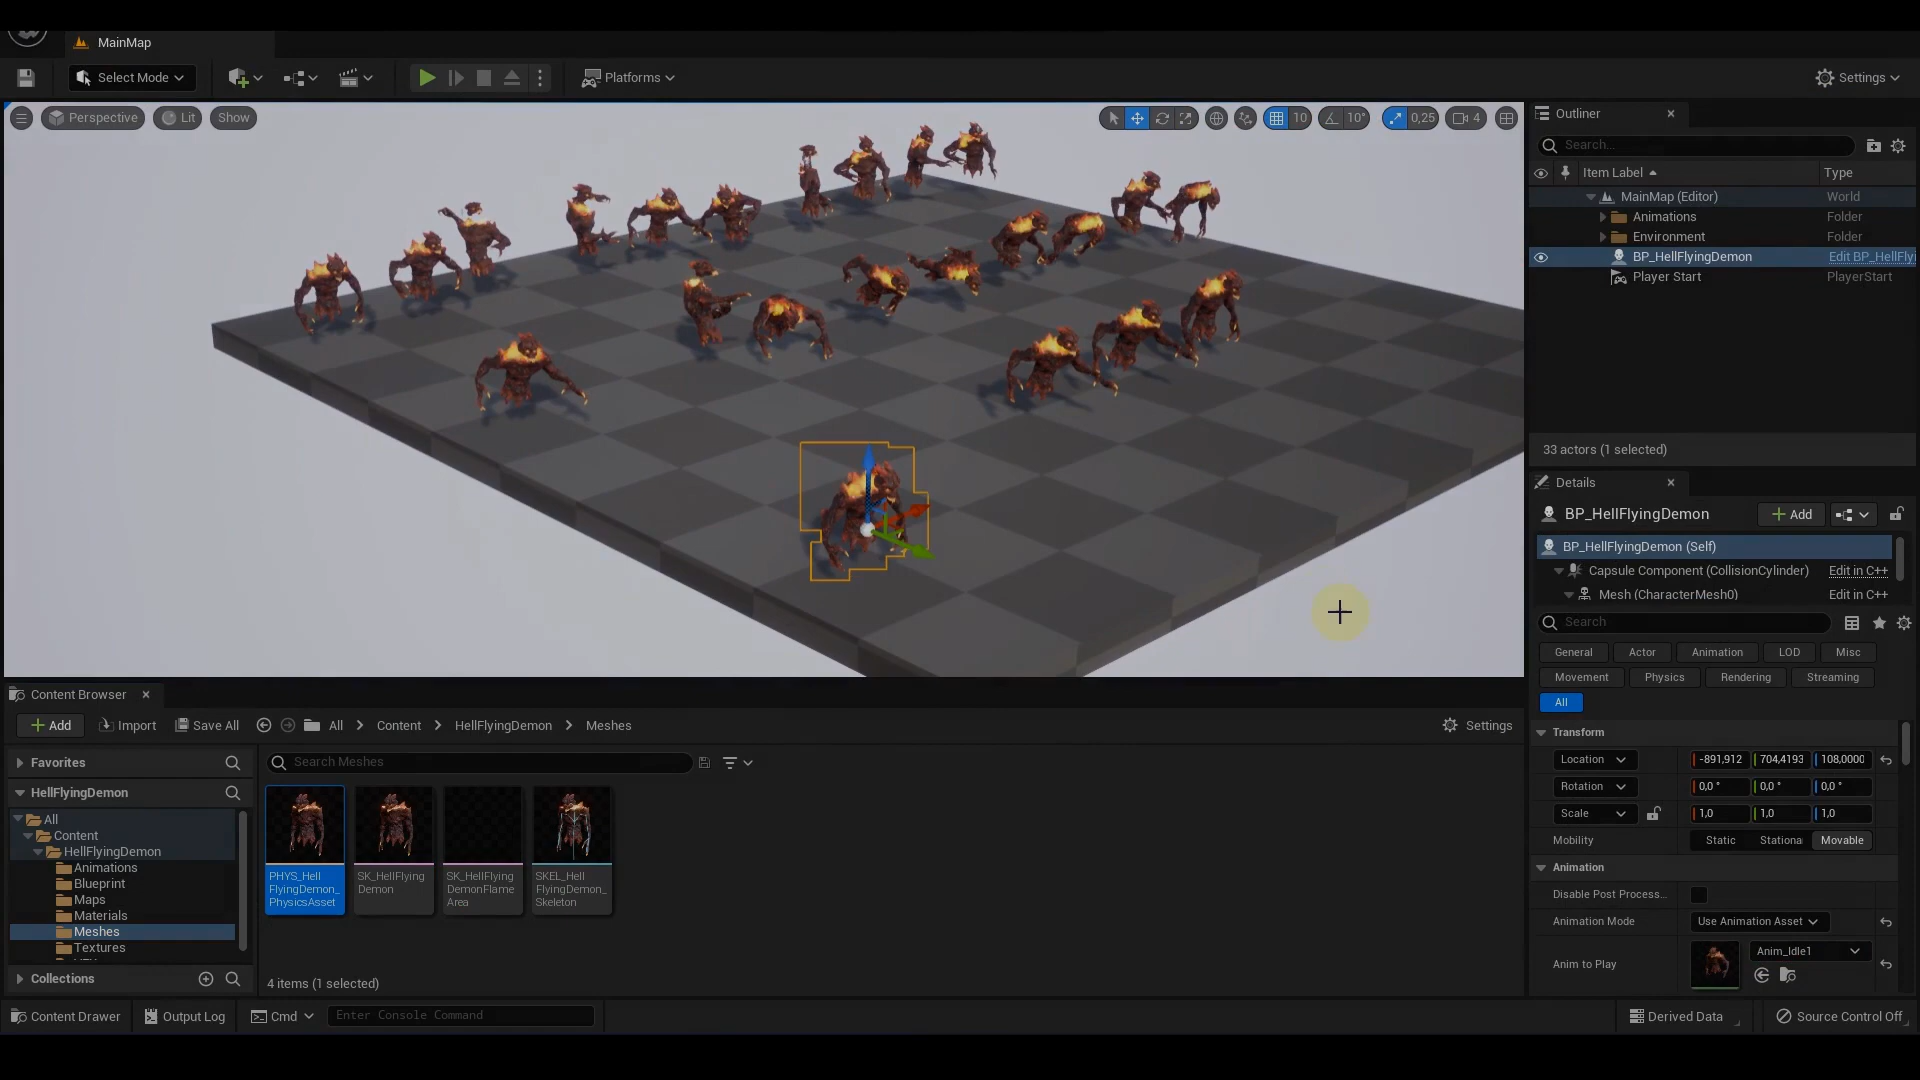 MainMap
Select Mode
Platforms
Settings
Perspective
Lit
Show
10
10°
0,25
4
Outliner
Search...
Item Label
Type
MainMap (Editor)
World
Animations
Folder
Environment
Folder
BP_HellFlyingDemon
Edit BP_HellFlyi
Player Start
PlayerStart
33 actors (1 selected)
Details
BP_HellFlyingDemon
Add
BP_HellFlyingDemon (Self)
Capsule Component (CollisionCylinder)
Edit in C++
Mesh (CharacterMesh0)
Edit in C++
Search
General
Actor
Animation
LOD
Misc
Movement
Physics
Rendering
Streaming
All
Transform
Location
-891,912
704,4193
108,0000
Rotation
0,0 °
0,0 °
0,0 °
Scale
1,0
1,0
1,0
Mobility
Static
Stationa
Movable
Animation
Disable Post Process...
Animation Mode
Use Animation Asset
Anim to Play
Anim_Idle1
Content Browser
Add
Import
Save All
All
Content
HellFlyingDemon
Meshes
Settings
Favorites
HellFlyingDemon
All
Content
HellFlyingDemon
Animations
Blueprint
Maps
Materials
Meshes
Textures
Collections
Search Meshes
PHYS_Hell
FlyingDemon_
PhysicsAsset
SK_HellFlying
Demon
SK_HellFlying
DemonFlame
Area
SKEL_Hell
FlyingDemon_
Skeleton
4 items (1 selected)
Content Drawer
Output Log
Cmd
Enter Console Command
Derived Data
Source Control Off